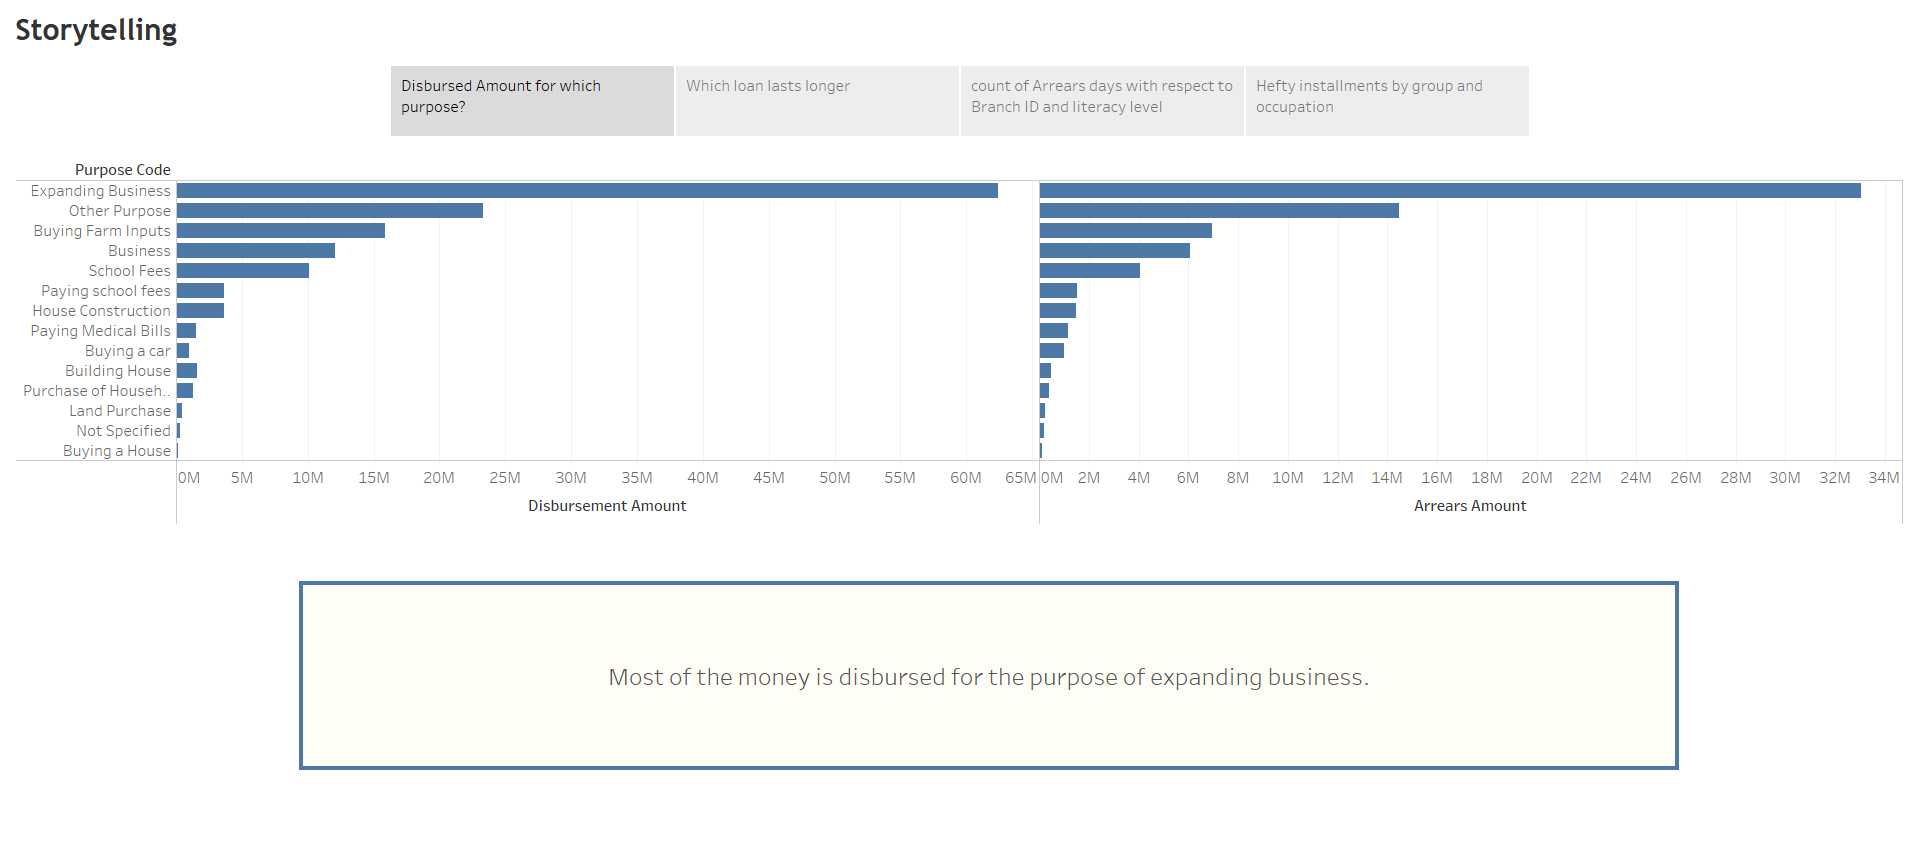 Storytelling
Disbursed Amount for which
purpose?
Which loan lasts longer
count of Arrears days with respect to
Branch ID and literacy level
Hefty installments by group and
occupation
Purpose Code
Expanding Business
Other Purpose
Buying Farm Inputs
Business
School Fees
Paying school fees
House Construction
Paying Medical Bills
Buying a car
Building House
Purchase of Househ..
Land Purchase
Not Specified
Buying a House
0M 5M 10M 15M 20M 25M 30M 35M 40M 45M 50M 55M 60M 65M
0M 2M 4M 6M 8M 10M 12M 14M 16M 18M 20M 22M 24M 26M 28M 30M 32M 34M
Disbursement Amount
Arrears Amount
Most of the money is disbursed for the purpose of expanding business.